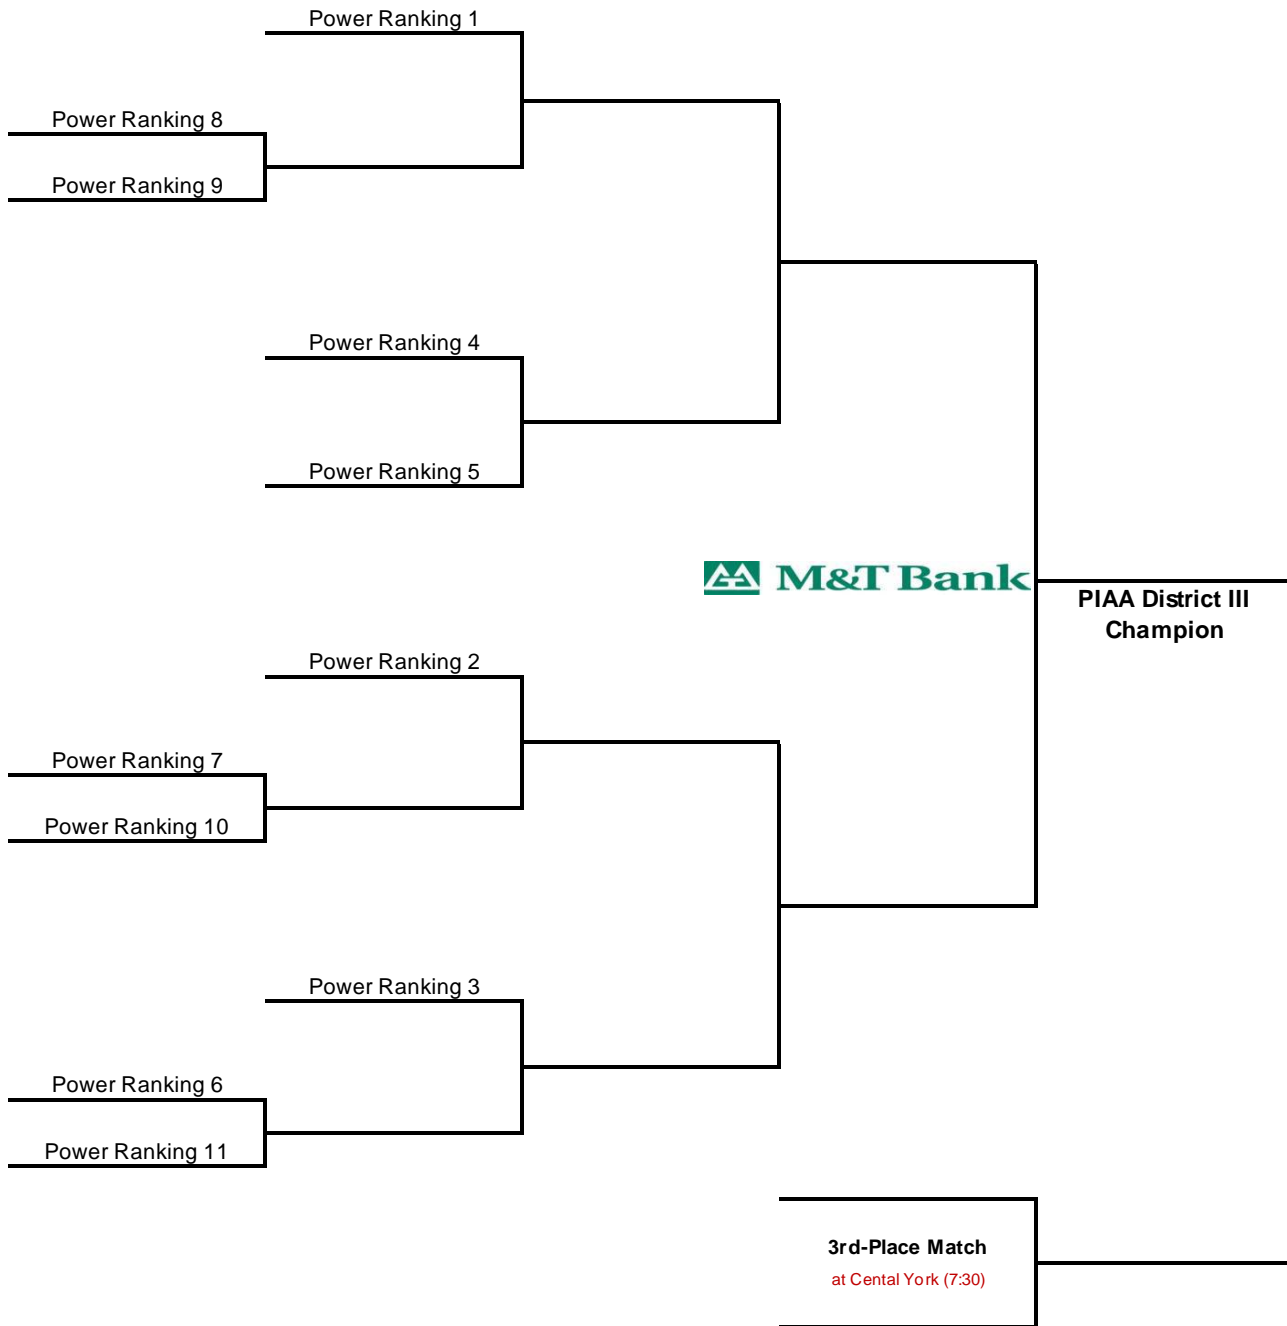 Power Ranking 1
Power Ranking 8
Power Ranking 9
Power Ranking 4
Power Ranking 5
M&T Bank
PIAA District III
Champion
Power Ranking 2
Power Ranking 7
Power Ranking 10
Power Ranking 3
Power Ranking 6
Power Ranking 11
3rd-Place Match
at Cental York (7:30)